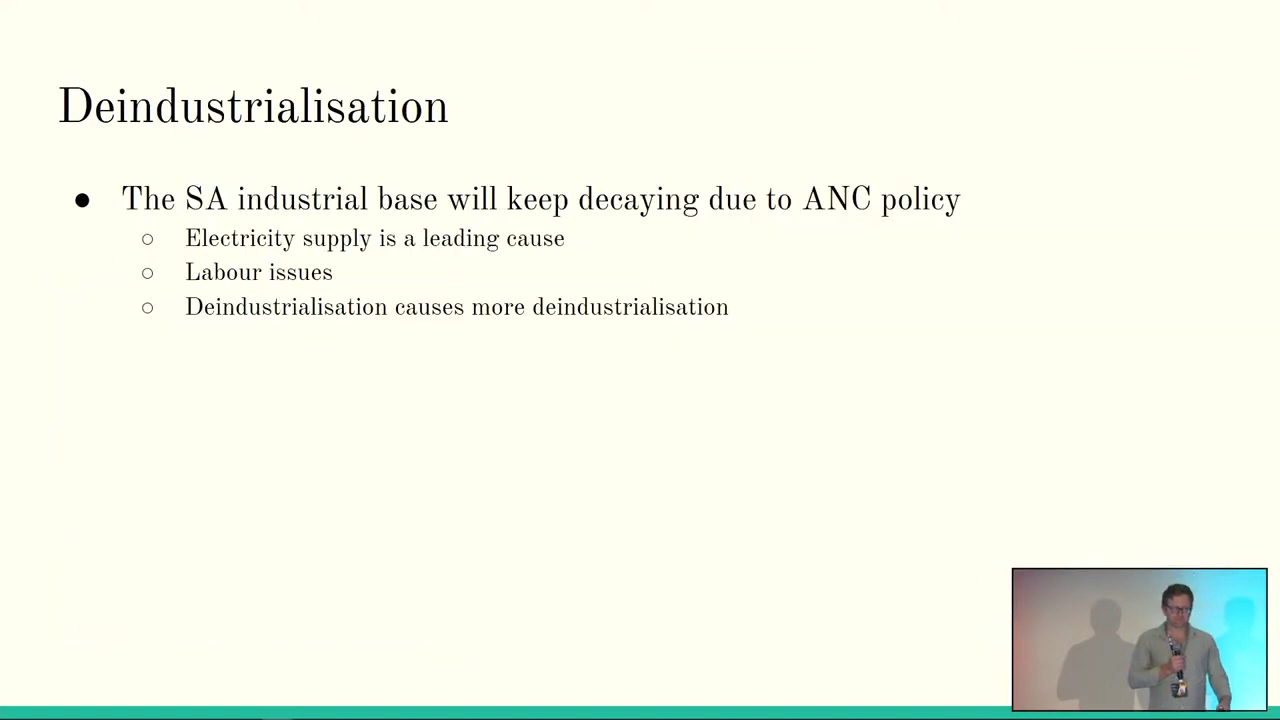 Deindustrialisation
● The SA industrial base will keep decaying due to ANC policy
○ Electricity supply is a leading cause
○ Labour issues
○ Deindustrialisation causes more deindustrialisation